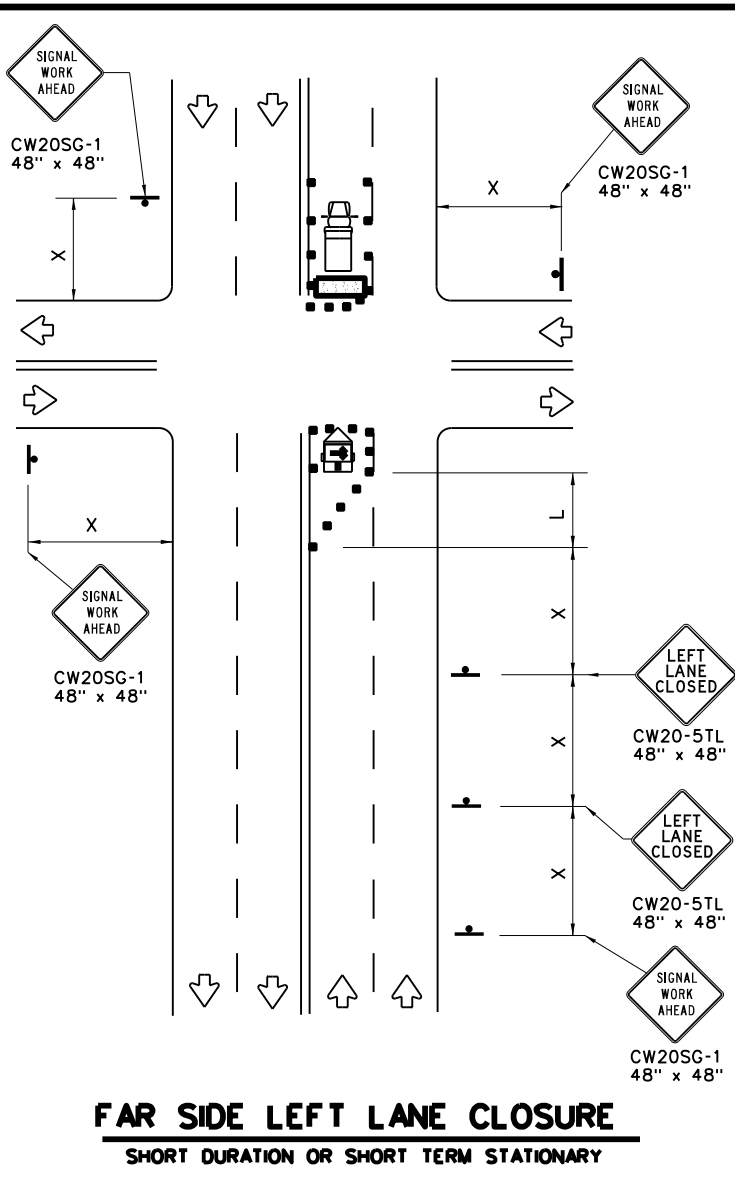 SIGNAL
WORK
AHEAD
CW20SG-1
48" x 48"
X
SIGNAL
WORK
AHEAD
CW20SG-1
48" x 48"
X
X
SIGNAL
WORK
AHEAD
CW20SG-1
48" x 48"
L
X
LEFT
LANE
CLOSED
CW20-5TL
48" x 48"
X
LEFT
LANE
CLOSED
CW20-5TL
48" x 48"
X
SIGNAL
WORK
AHEAD
CW20SG-1
48" x 48"
FAR SIDE LEFT LANE CLOSURE
SHORT DURATION OR SHORT TERM STATIONARY